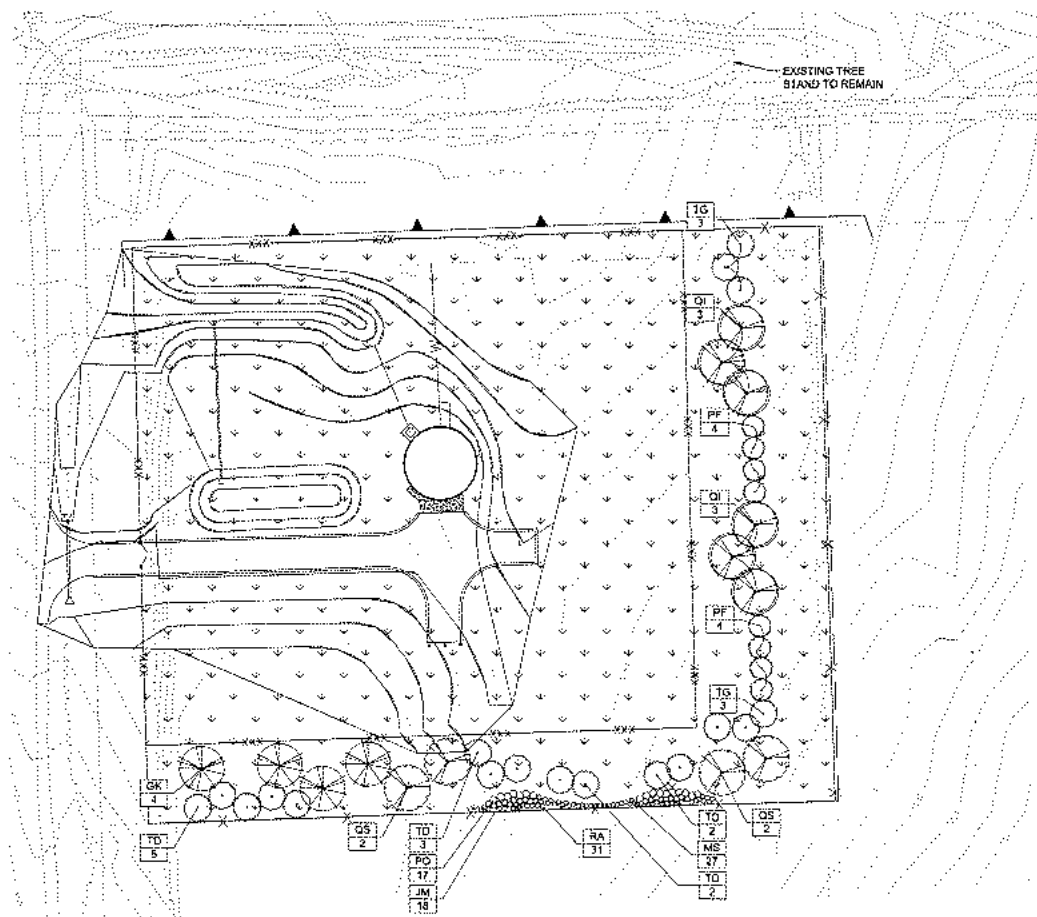 EXISTING TREE
STAND TO REMAIN
TG
3
QI
3
PF
4
QI
3
PF
4
TG
3
GK
4
TD
5
QS
2
TD
3
PO
17
JM
18
RA
31
TD
2
MS
27
TD
2
QS
2